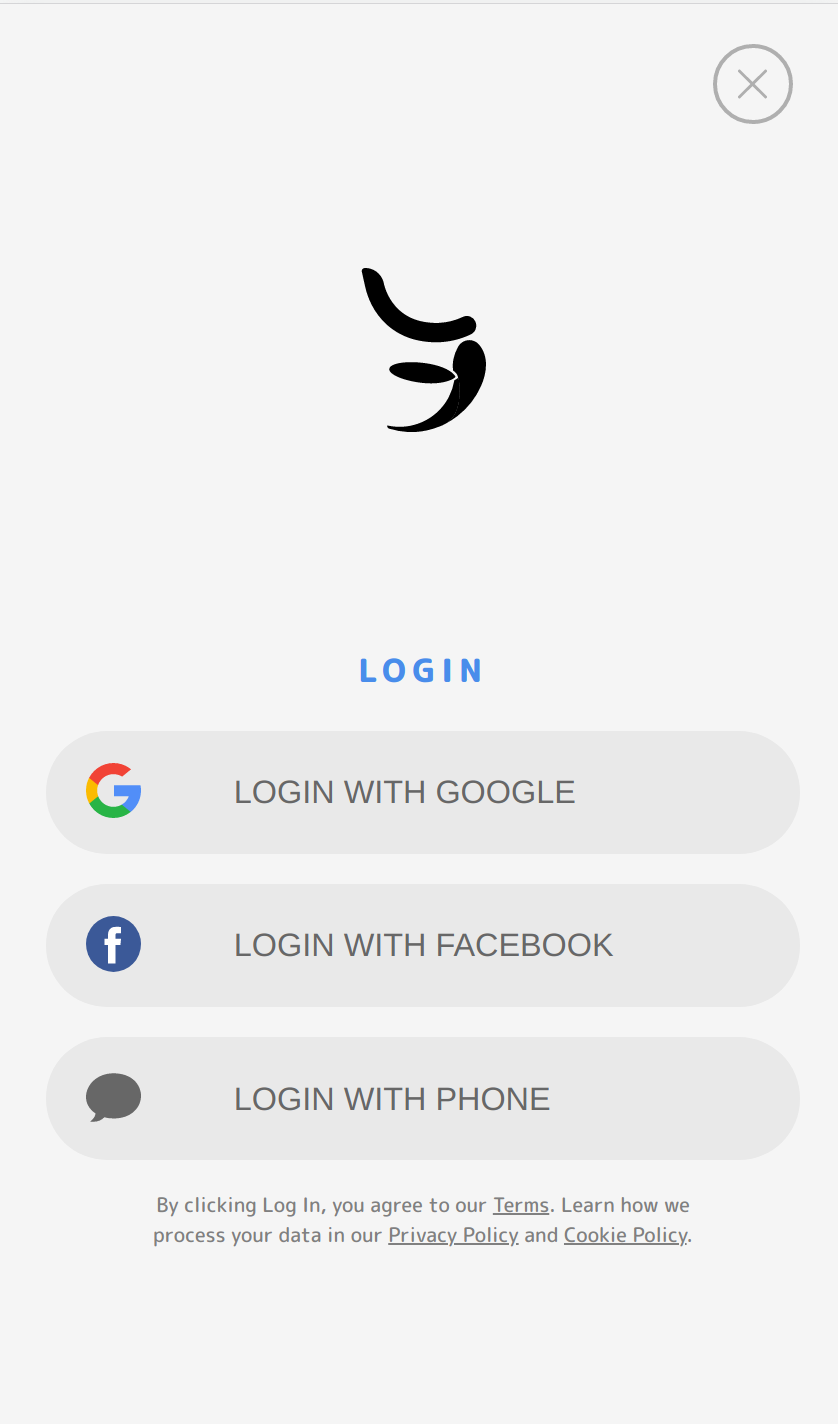 LOGIN
LOGIN WITH GOOGLE
LOGIN WITH FACEBOOK
LOGIN WITH PHONE
By clicking Log In, you agree to our Terms. Learn how we
process your data in our Privacy Policy and Cookie Policy.